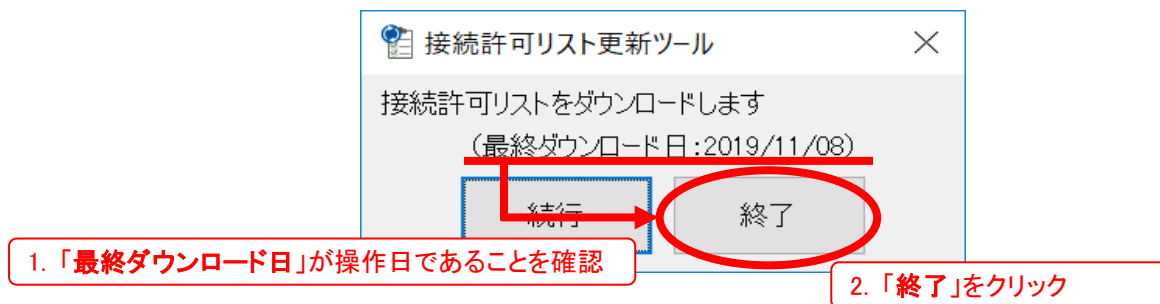 接続許可リスト更新ツール
接続許可リストをダウンロードします
（最終ダウンロード日：2019/11/08）
続行
終了
1. 「最終ダウンロード日」が操作日であることを確認
2. 「終了」をクリック